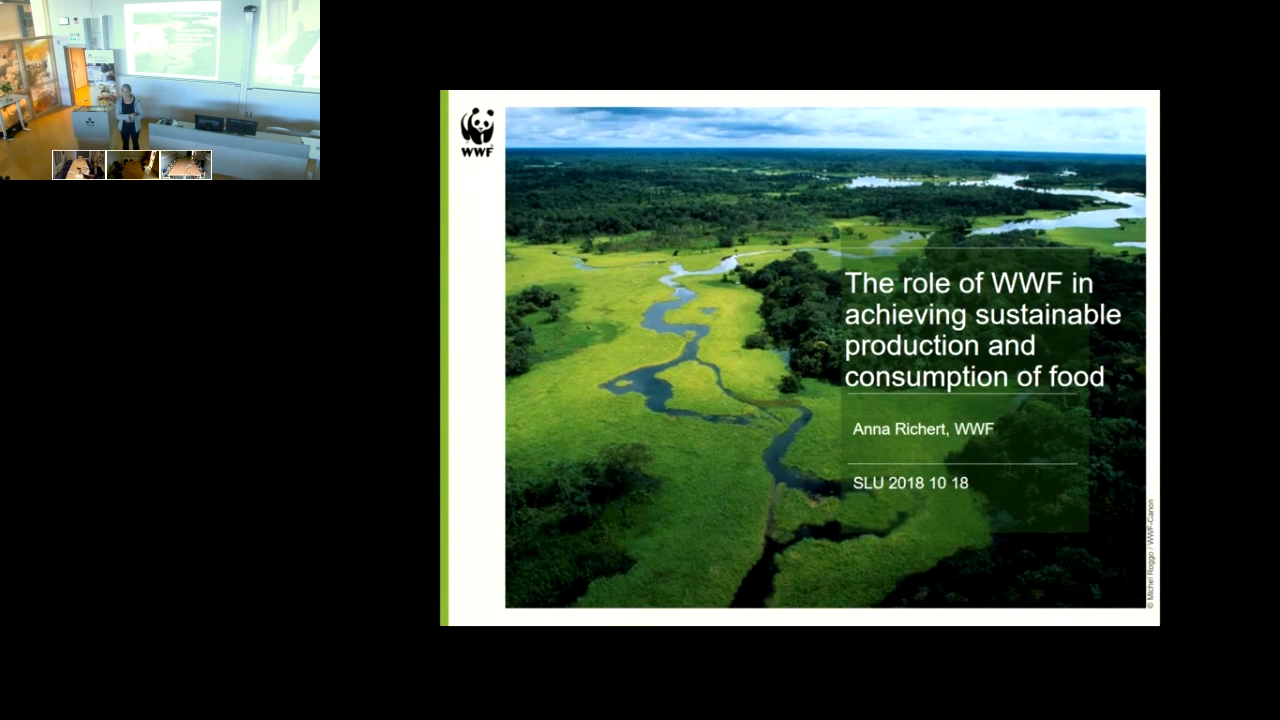 WWF
The role of WWF in
achieving sustainable
production and
consumption of food
Anna Richert, WWF
SLU 2018 10 18
© Michel Roggo / WWF-Canon